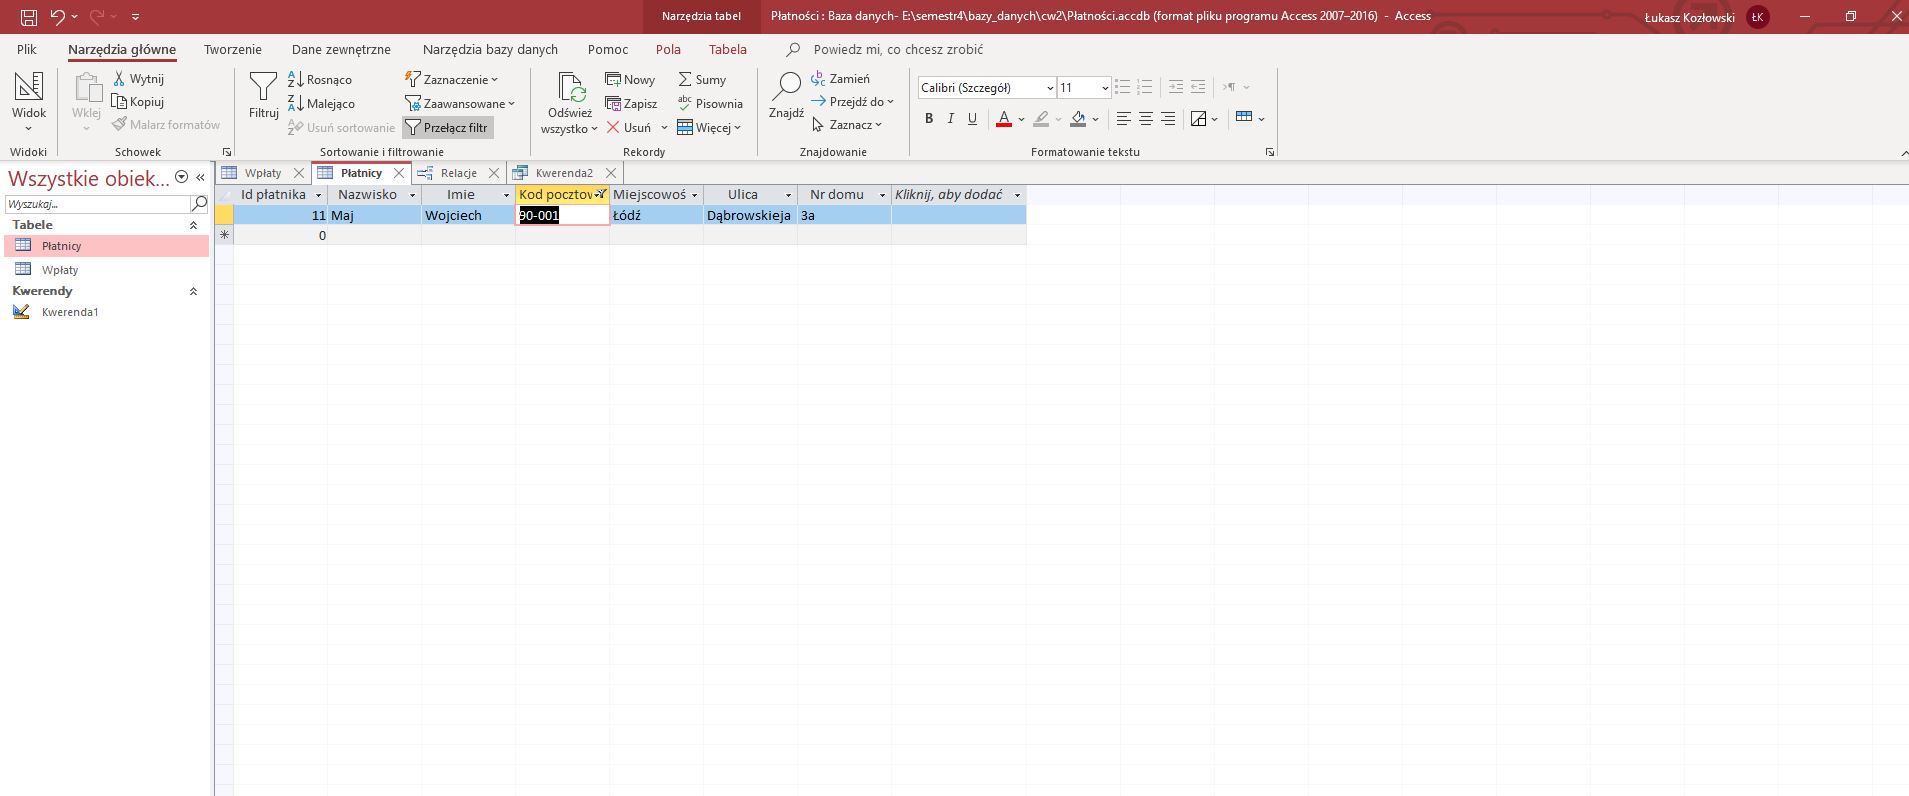 Narzędzia tabel
Płatności : Baza danych- E:\semestr4\bazy_danych\cw2\Płatności.accdb (format pliku programu Access 2007–2016) - Access
Łukasz Kozłowski
ŁK
Plik
Narzędzia główne
Tworzenie
Dane zewnętrzne
Narzędzia bazy danych
Pomoc
Pola
Tabela
Powiedz mi, co chcesz zrobić
Widok
Widoki
Wklej
Wytnij
Kopiuj
Malarz formatów
Schowek
Filtruj
Rosnąco
Malejąco
Usuń sortowanie
Zaznaczenie
Zaawansowane
Przełącz filtr
Sortowanie i filtrowanie
Odśwież
wszystko
Nowy
Zapisz
Usuń
Sumy
Pisownia
Więcej
Rekordy
Znajdź
Zamień
Przejdź do
Zaznacz
Znajdowanie
Calibri (Szczegół)
11
B I U
Formatowanie tekstu
Wszystkie obiek...
Wyszukaj...
Tabele
Płatnicy
Wpłaty
Kwerendy
Kwerenda1
Wpłaty
Płatnicy
Relacje
Kwerenda2
Id płatnika Nazwisko Imie Kod pocztov Miejscowoś Ulica Nr domu Kliknij, aby dodać
11 Maj Wojciech 90-001 Łódź Dąbrowskieja 3a
0